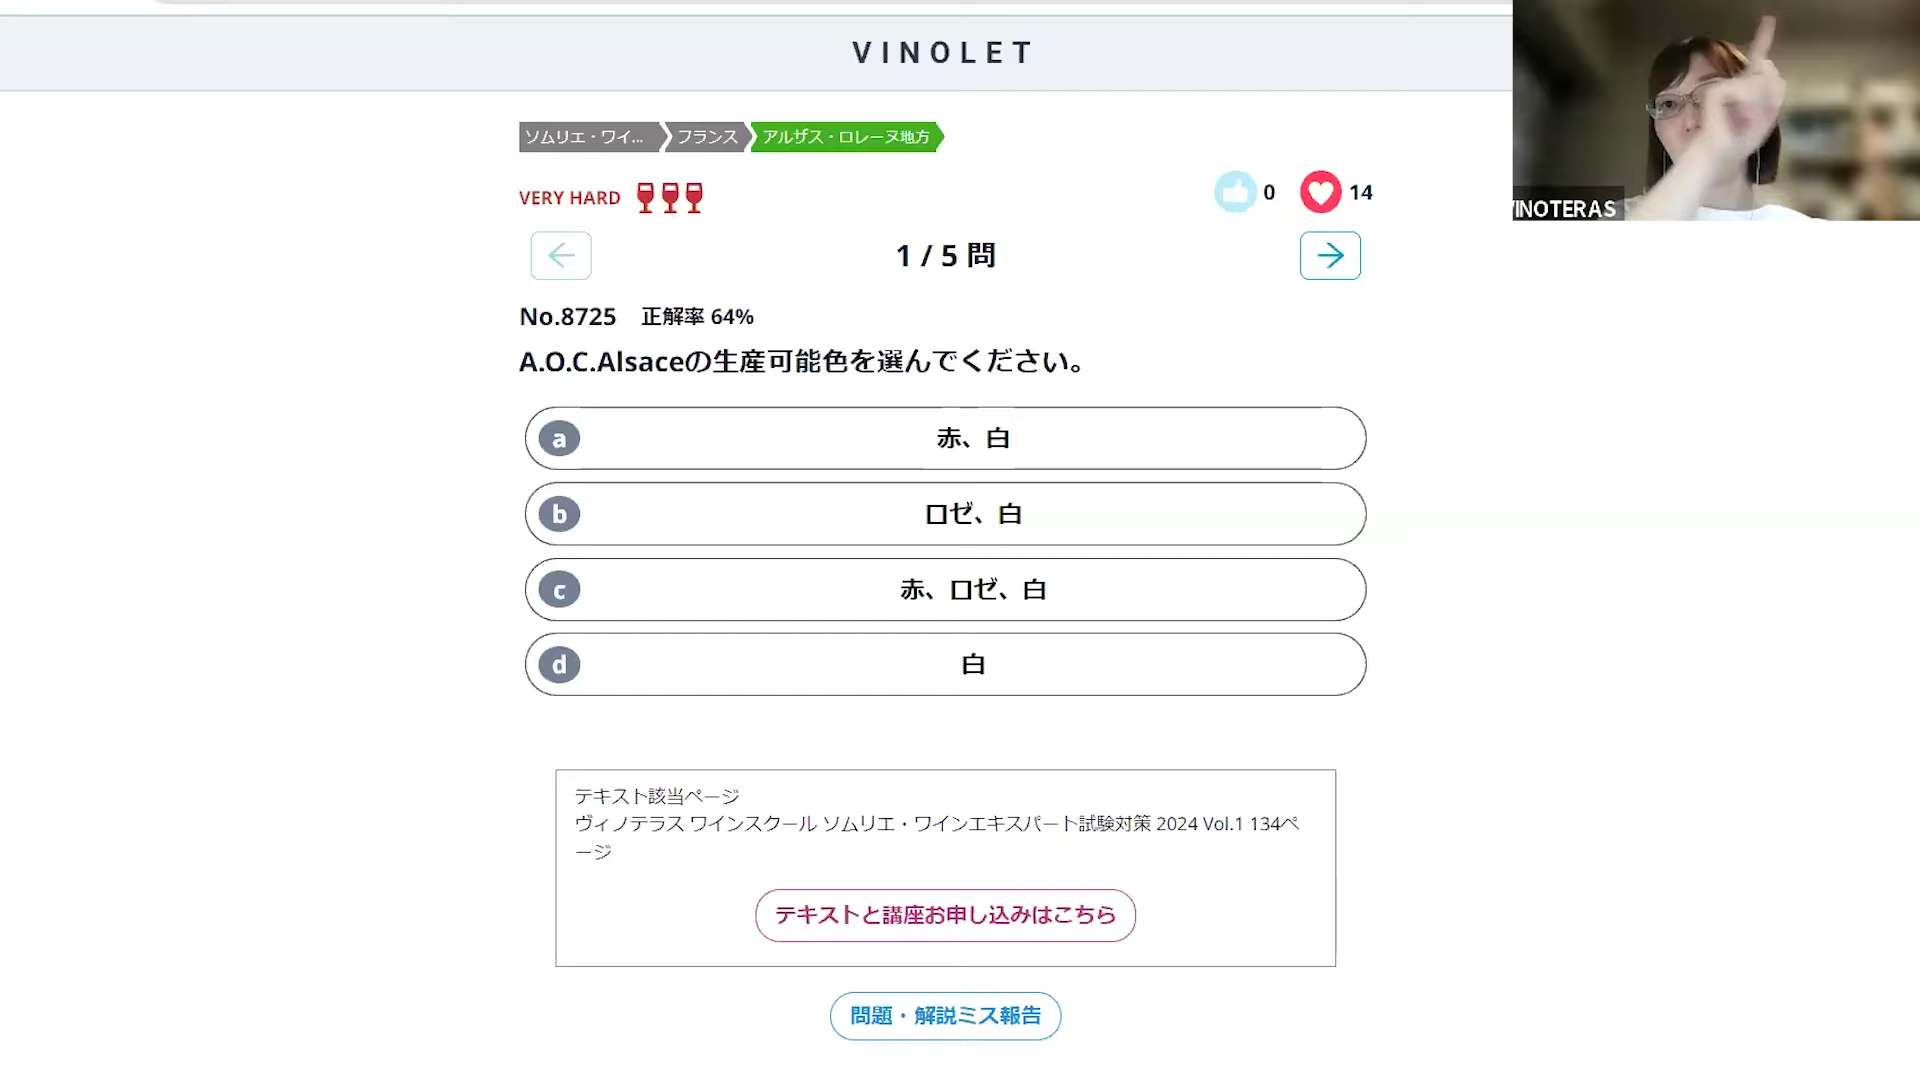 VINOLET
ソムリエ・ワイ... フランス アルザス・ロレーヌ地方
VERY HARD
0 14
1 / 5 問
No.8725 正解率 64%
A.O.C.Alsaceの生産可能色を選んでください。
a 赤、白
b ロゼ、白
c 赤、ロゼ、白
d 白
テキスト該当ページ
ヴィノテラス ワインスクール ソムリエ・ワインエキスパート試験対策 2024 Vol.1 134ペ
ージ
テキストと講座お申し込みはこちら
問題・解説ミス報告
VINOTERAS